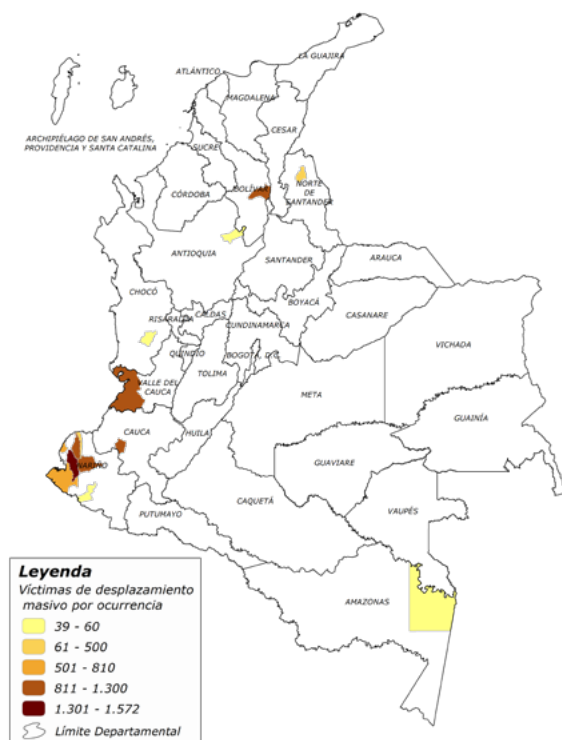 LA GUAJIRA
ATLÁNTICO
MAGDALENA
CESAR
ARCHIPIÉLAGO DE SAN ANDRÉS,
PROVIDENCIA Y SANTA CATALINA
SUCRE
BOLÍVAR
NORTE
DE
SANTANDER
CÓRDOBA
ANTIOQUIA
SANTANDER
ARAUCA
CHOCÓ
BOYACÁ
CASANARE
RISARALDA
CALDAS
CUNDINAMARCA
VICHADA
QUINDIO
BOGOTÁ, D.C.
VALLE DEL
CAUCA
TOLIMA
META
GUAINÍA
CAUCA
HUILA
NARIÑO
GUAVIARE
CAQUETÁ
VAUPÉS
PUTUMAYO
AMAZONAS
Leyenda
Víctimas de desplazamiento
masivo por ocurrencia
39 - 60
61 - 500
501 - 810
811 - 1.300
1.301 - 1.572
Límite Departamental